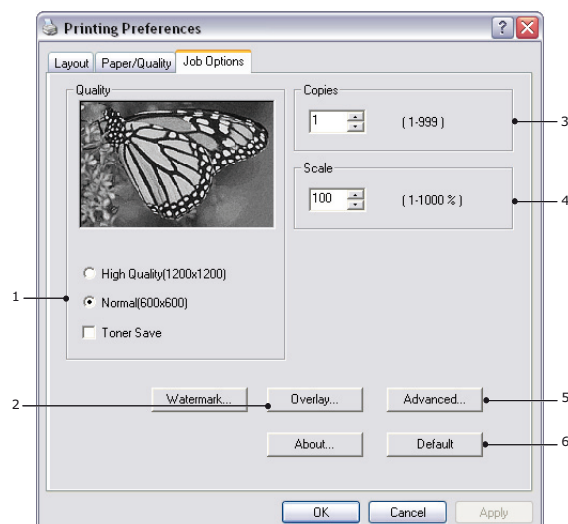 Printing Preferences
Layout Paper/Quality Job Options
Quality
High Quality(1200x1200)
Normal(600x600)
Toner Save
1
Copies
1 (1-999)
3
Scale
100 (1-1000 %)
4
Watermark... Overlay... Advanced...
2
5
About... Default
6
OK Cancel Apply